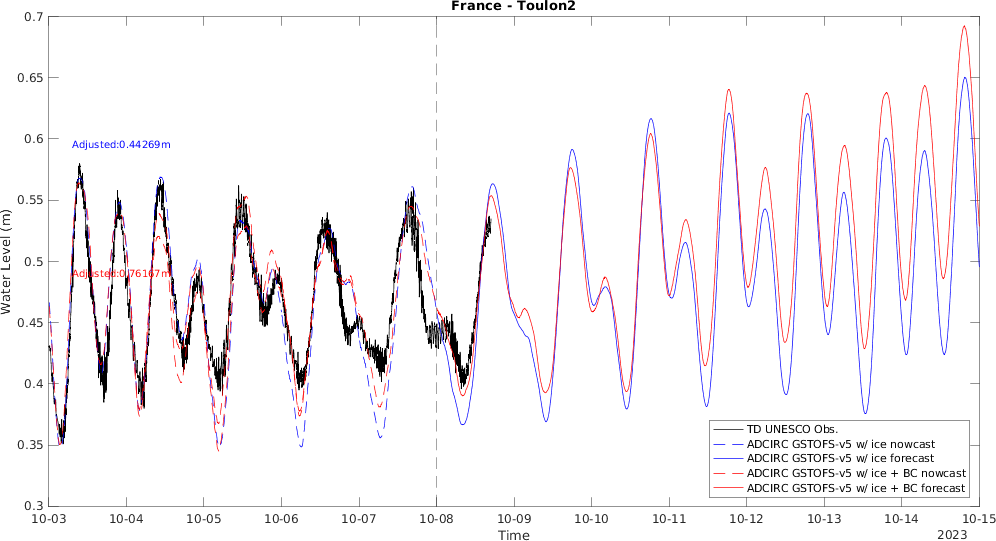 France - Toulon2
0.7
0.65
0.6
0.55
0.5
0.45
0.4
0.35
0.3
Water Level (m)
Adjusted:0.44269m
Adjusted:0.76167m
TD UNESCO Obs.
ADCIRC GSTOFS-v5 w/ ice nowcast
ADCIRC GSTOFS-v5 w/ ice forecast
ADCIRC GSTOFS-v5 w/ ice + BC nowcast
ADCIRC GSTOFS-v5 w/ ice + BC forecast
10-03 10-04 10-05 10-06 10-07 10-08 10-09 10-10 10-11 10-12 10-13 10-14 10-15
Time
2023